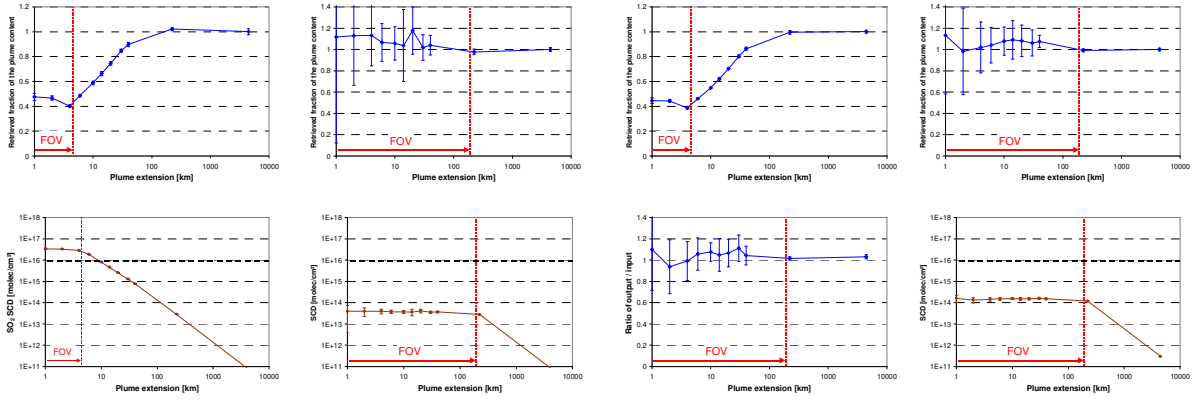 Retrieved fraction of the plume content
1.4
1.2
1
0.8
0.6
0.4
0.2
0
FOV
1 10 100 1000 10000
Plume extension [km]
Retrieved fraction of the plume content
1.4
1.2
1
0.8
0.6
0.4
0.2
0
FOV
1 10 100 1000 10000
Plume extension [km]
Retrieved fraction of the plume content
1.4
1.2
1
0.8
0.6
0.4
0.2
0
FOV
1 10 100 1000 10000
Plume extension [km]
Retrieved fraction of the plume content
1.4
1.2
1
0.8
0.6
0.4
0.2
0
FOV
1 10 100 1000 10000
Plume extension [km]
SO₂ SCD [molec/cm²]
1E+18
1E+17
1E+16
1E+15
1E+14
1E+13
1E+12
1E+11
FOV
1 10 100 1000 10000
Plume extension [km]
SCD [molec/cm²]
1E+18
1E+17
1E+16
1E+15
1E+14
1E+13
1E+12
1E+11
FOV
1 10 100 1000 10000
Plume extension [km]
Ratio of output / input
1.4
1.2
1
0.8
0.6
0.4
0.2
0
FOV
1 10 100 1000 10000
Plume extension [km]
SCD [molec/cm²]
1E+18
1E+17
1E+16
1E+15
1E+14
1E+13
1E+12
1E+11
FOV
1 10 100 1000 10000
Plume extension [km]